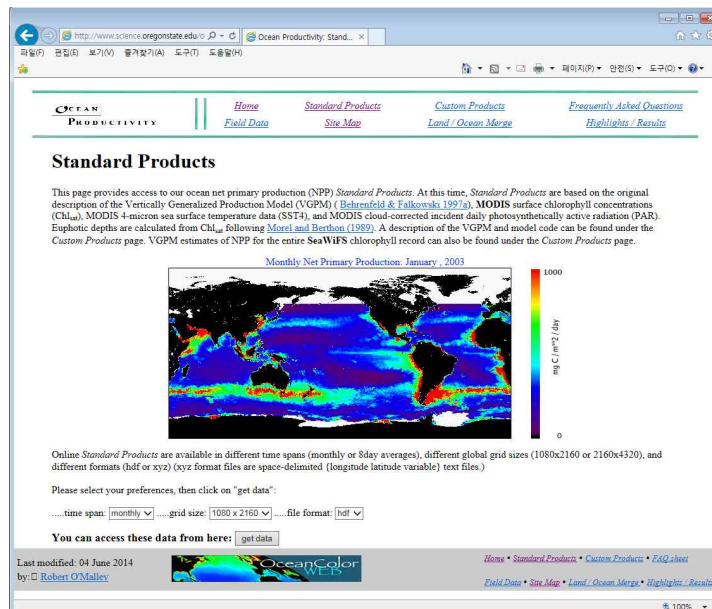 http://www.science.oregonstate.edu/o
Ocean Productivity: Stand...
파일(F) 편집(E) 보기(V) 즐겨찾기(A) 도구(T) 도움말(H)
페이지(P) 안전(S) 도구(O)
OCEAN PRODUCTIVITY
Home Standard Products Custom Products Frequently Asked Questions
Field Data Site Map Land / Ocean Merge Highlights / Results
Standard Products
This page provides access to our ocean net primary production (NPP) Standard Products. At this time, Standard Products are based on the original
description of the Vertically Generalized Production Model (VGPM) ( Behrenfeld & Falkowski 1997a), MODIS surface chlorophyll concentrations
(Chlsat), MODIS 4-micron sea surface temperature data (SST4), and MODIS cloud-corrected incident daily photosynthetically active radiation (PAR).
Euphotic depths are calculated from Chlsat following Morel and Berthon (1989). A description of the VGPM and model code can be found under the
Custom Products page. VGPM estimates of NPP for the entire SeaWiFS chlorophyll record can also be found under the Custom Products page.
Monthly Net Primary Production: January , 2003
1000
mg C / m**2 / day
0
Online Standard Products are available in different time spans (monthly or 8day averages), different global grid sizes (1080x2160 or 2160x4320), and
different formats (hdf or xyz) (xyz format files are space-delimited {longitude latitude variable} text files.)
Please select your preferences, then click on "get data":
.....time span: monthly .....grid size: 1080 x 2160 .....file format: hdf
You can access these data from here: get data
Last modified: 04 June 2014
by:□ Robert O'Malley
OceanColor
WEB
Home • Standard Products • Custom Products • FAQ sheet
Field Data • Site Map • Land / Ocean Merge • Highlights / Results
100%